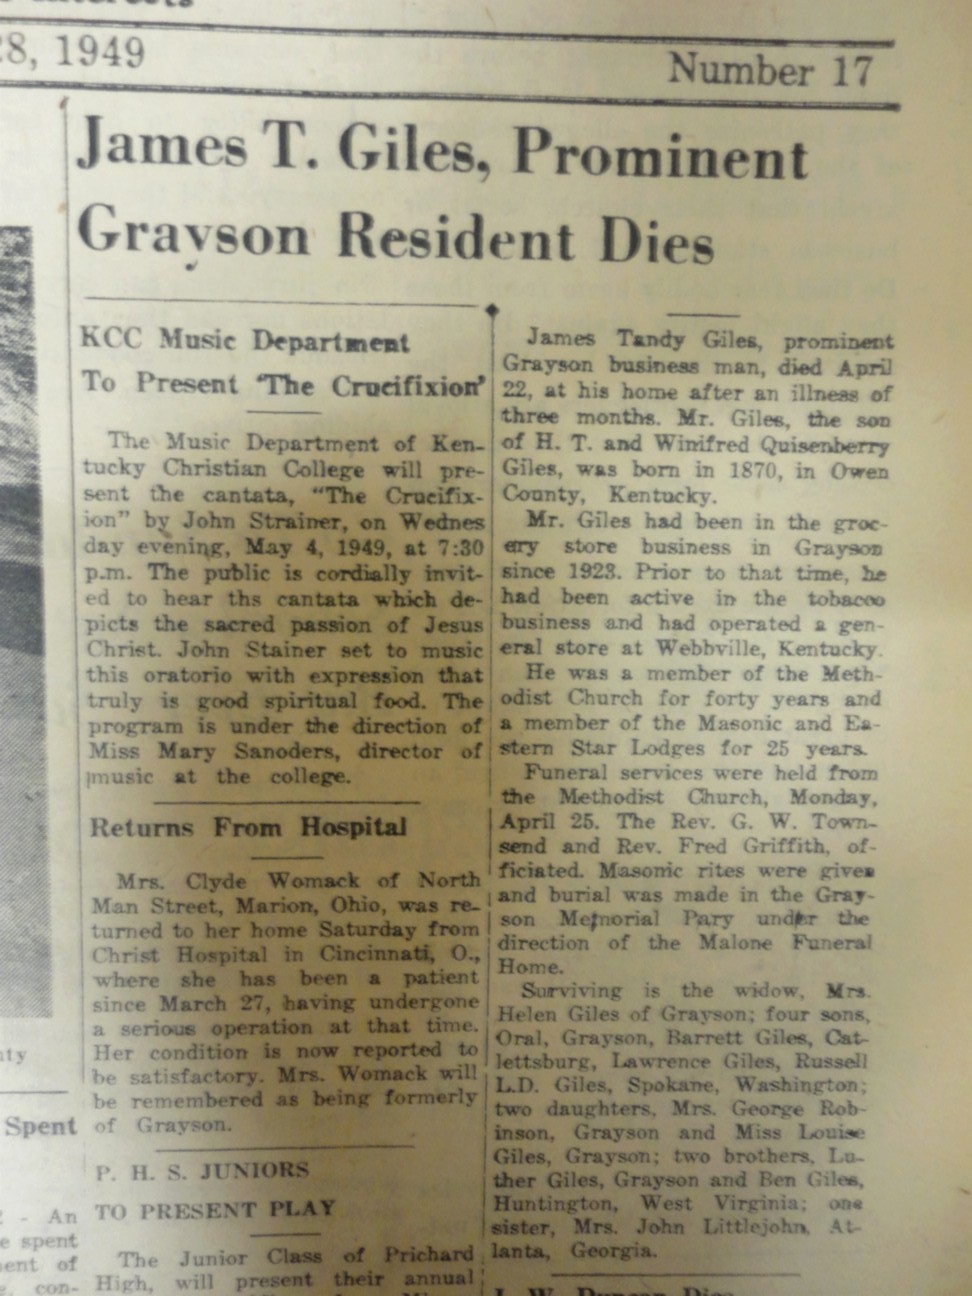 28, 1949
Number 17
James T. Giles, Prominent
Grayson Resident Dies
KCC Music Department
To Present 'The Crucifixion'
The Music Department of Ken-
tucky Christian College will pre-
sent the cantata, "The Crucifix-
ion" by John Strainer, on Wednes
day evening, May 4, 1949, at 7:30
p.m. The public is cordially invit-
ed to hear ths cantata which de-
picts the sacred passion of Jesus
Christ. John Stainer set to music
this oratorio with expression that
truly is good spiritual food. The
program is under the direction of
Miss Mary Sanoders, director of
music at the college.
Returns From Hospital
Mrs. Clyde Womack of North
Man Street, Marion, Ohio, was re-
turned to her home Saturday from
Christ Hospital in Cincinnati, O.,
where she has been a patient
since March 27, having undergone
a serious operation at that time.
Her condition is now reported to
be satisfactory. Mrs. Womack will
be remembered as being formerly
of Grayson.
P. H. S. JUNIORS
TO PRESENT PLAY
The Junior Class of Prichard
High, will present their annual
James Tandy Giles, prominent
Grayson business man, died April
22, at his home after an illness of
three months. Mr. Giles, the son
of H. T. and Winifred Quisenberry
Giles, was born in 1870, in Owen
County, Kentucky.
Mr. Giles had been in the groc-
ery store business in Grayson
since 1923. Prior to that time, he
had been active in the tobacco
business and had operated a gen-
eral store at Webbville, Kentucky.
He was a member of the Meth-
odist Church for forty years and
a member of the Masonic and Ea-
stern Star Lodges for 25 years.
Funeral services were held from
the Methodist Church, Monday,
April 25. The Rev. G. W. Town-
send and Rev. Fred Griffith, of-
ficiated. Masonic rites were given
and burial was made in the Gray-
son Memorial Pary under the
direction of the Malone Funeral
Home.
Surviving is the widow, Mrs.
Helen Giles of Grayson; four sons,
Oral, Grayson, Barrett Giles, Cat-
lettsburg, Lawrence Giles, Russell
L.D. Giles, Spokane, Washington;
two daughters, Mrs. George Rob-
inson, Grayson and Miss Louise
Giles, Grayson; two brothers, Lu-
ther Giles, Grayson and Ben Giles,
Huntington, West Virginia; one
sister, Mrs. John Littlejohn, At-
lanta, Georgia.
Spent
- An
spent
of
con-